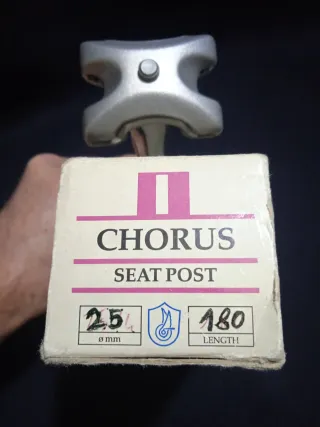 CHORUS
SEAT POST
25 180
ø mm LENGTH